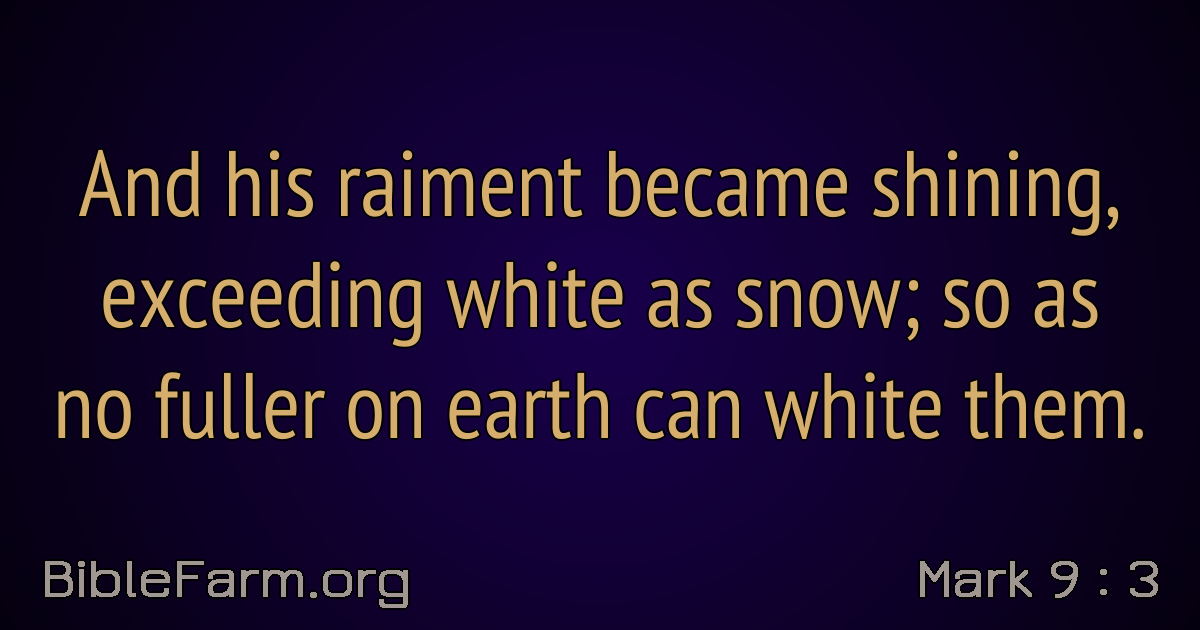 And his raiment became shining,
exceeding white as snow; so as
no fuller on earth can white them.
BibleFarm.org
Mark 9 : 3